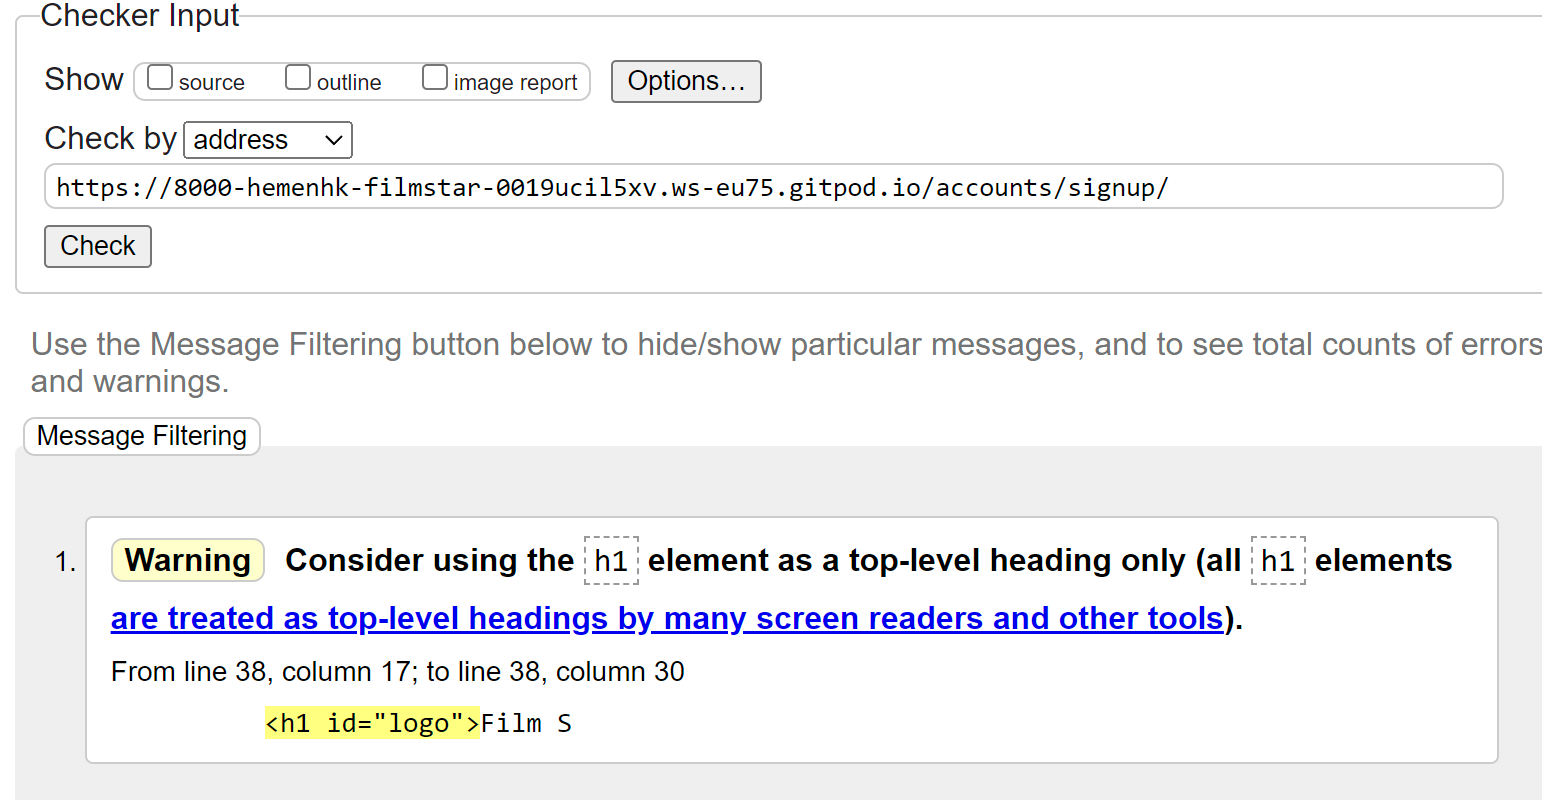 Checker Input
Show source outline image report Options...
Check by address
https://8000-hemenhk-filmstar-0019ucil5xv.ws-eu75.gitpod.io/accounts/signup/
Check
Use the Message Filtering button below to hide/show particular messages, and to see total counts of errors
and warnings.
Message Filtering
1. Warning Consider using the h1 element as a top-level heading only (all h1 elements
are treated as top-level headings by many screen readers and other tools).
From line 38, column 17; to line 38, column 30
<h1 id="logo">Film S